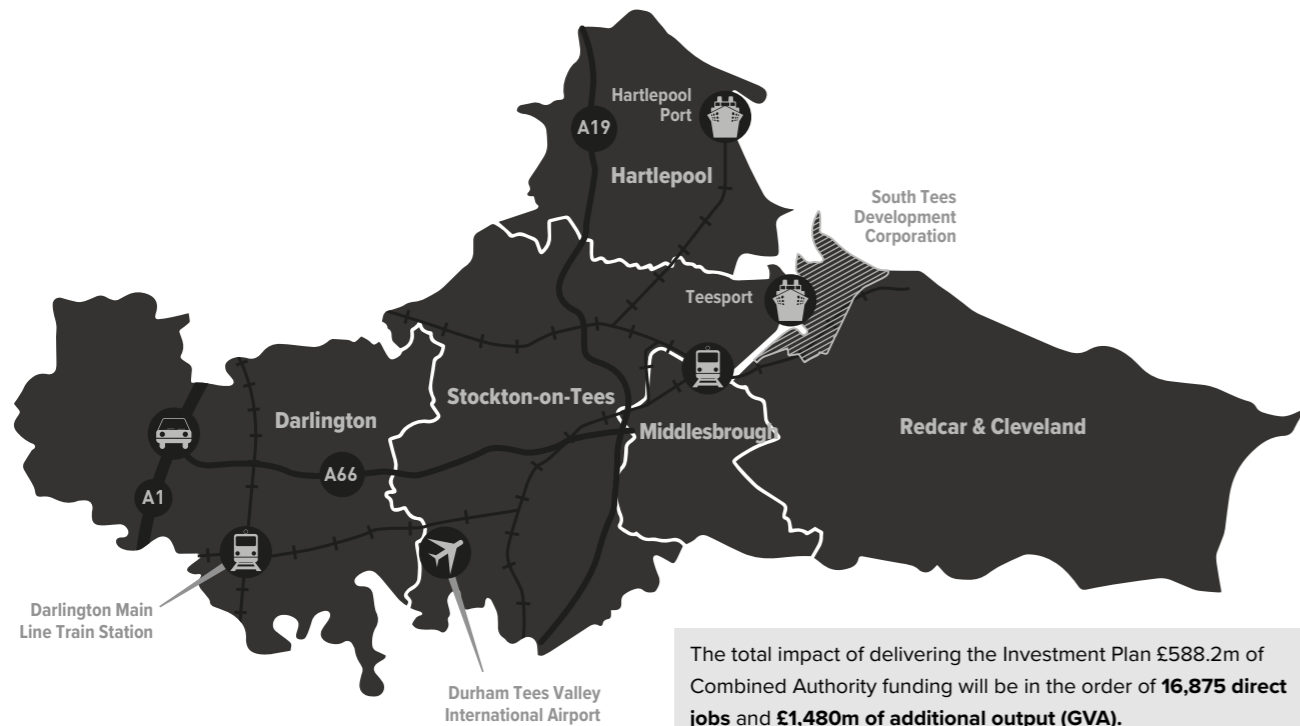 Hartlepool
Port
A19
Hartlepool
South Tees
Development
Corporation
Teesport
Stockton-on-Tees
Darlington
Middlesbrough
Redcar & Cleveland
A66
A1
Darlington Main
Line Train Station
Durham Tees Valley
International Airport
The total impact of delivering the Investment Plan £588.2m of
Combined Authority funding will be in the order of 16,875 direct
jobs and £1,480m of additional output (GVA).